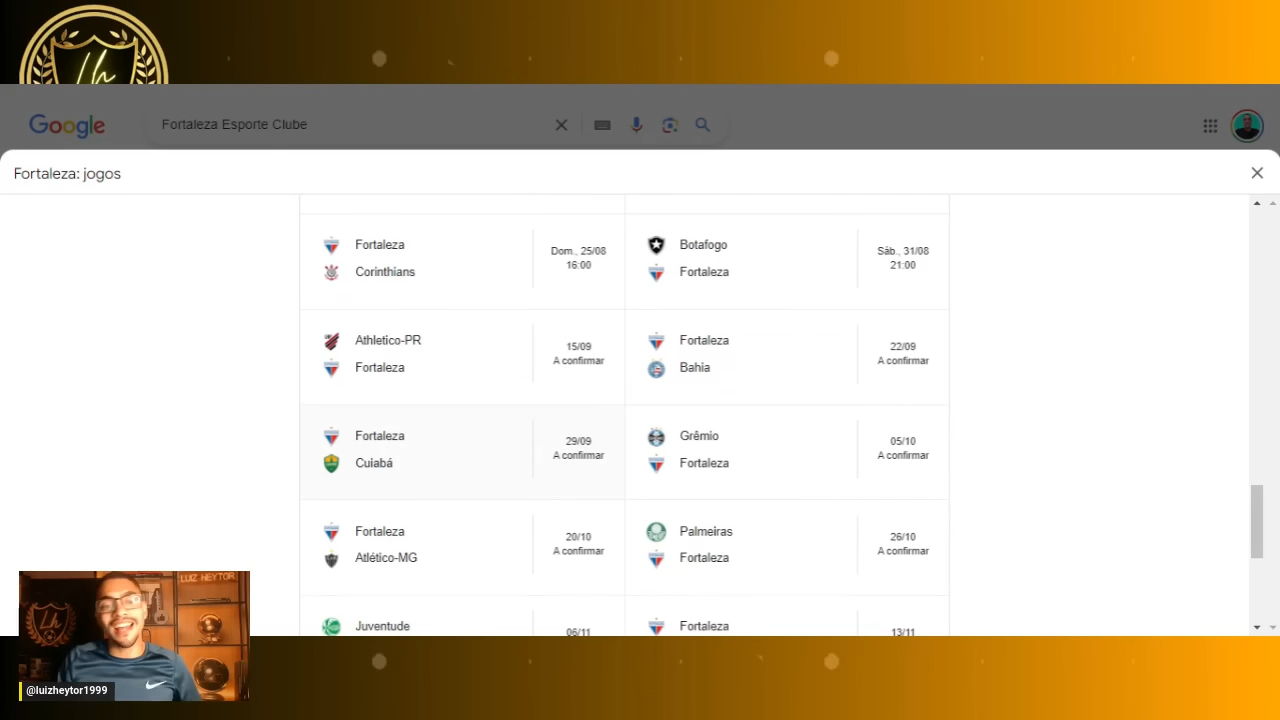 Lh
Google
Fortaleza Esporte Clube
Fortaleza: jogos
Fortaleza
Corinthians
Dom., 25/08
16:00
Botafogo
Fortaleza
Sáb., 31/08
21:00
Athletico-PR
Fortaleza
15/09
A confirmar
Fortaleza
Bahia
22/09
A confirmar
Fortaleza
Cuiabá
29/09
A confirmar
Grêmio
Fortaleza
05/10
A confirmar
Fortaleza
Atlético-MG
20/10
A confirmar
Palmeiras
Fortaleza
26/10
A confirmar
Juventude
06/11
Fortaleza
13/11
LUIZ HEYTOR
Lh
@luizheytor1999